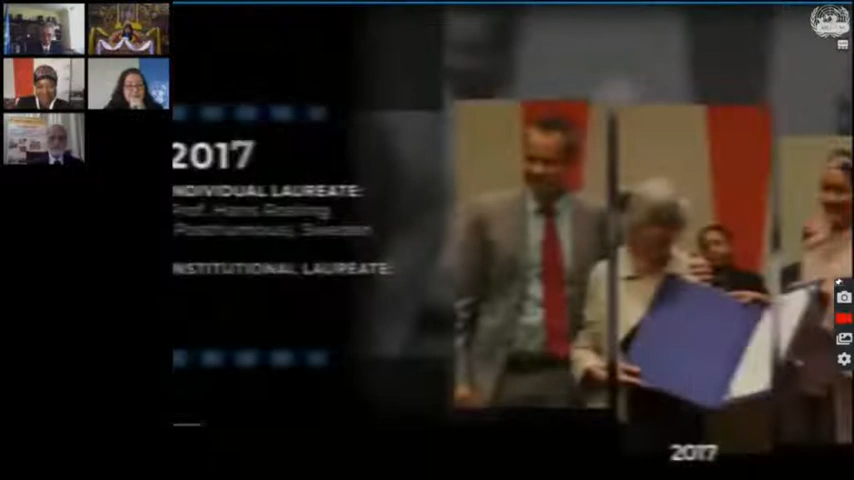 2017
NDIVIDUAL LAUREATE:
Prof. Hans Rosling
Posthumous, Sweden
NSTITUTIONAL LAUREATE:
2017